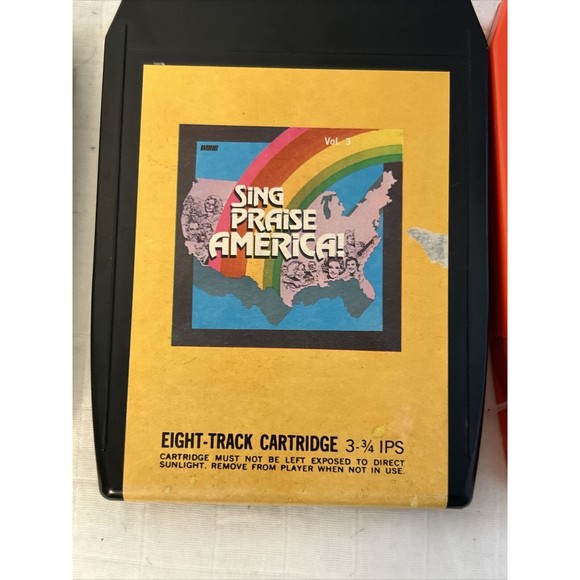 Vol. 3
SiNG
PRAiSE
AMERiCA!
EIGHT-TRACK CARTRIDGE 3-¾ IPS
CARTRIDGE MUST NOT BE LEFT EXPOSED TO DIRECT
SUNLIGHT. REMOVE FROM PLAYER WHEN NOT IN USE.